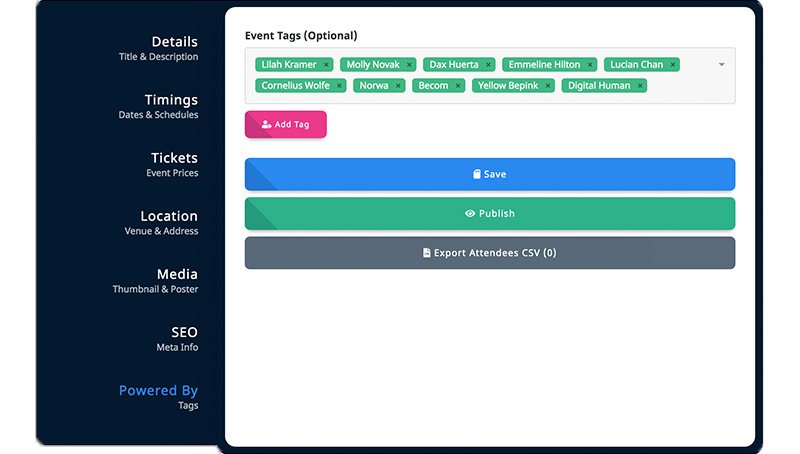 Details
Title & Description
Timings
Dates & Schedules
Tickets
Event Prices
Location
Venue & Address
Media
Thumbnail & Poster
SEO
Meta Info
Powered By
Tags
Event Tags (Optional)
Lilah Kramer × Molly Novak × Dax Huerta × Emmeline Hilton × Lucian Chan ×
Cornelius Wolfe × Norwa × Becom × Yellow Bepink × Digital Human ×
Add Tag
Save
Publish
Export Attendees CSV (0)